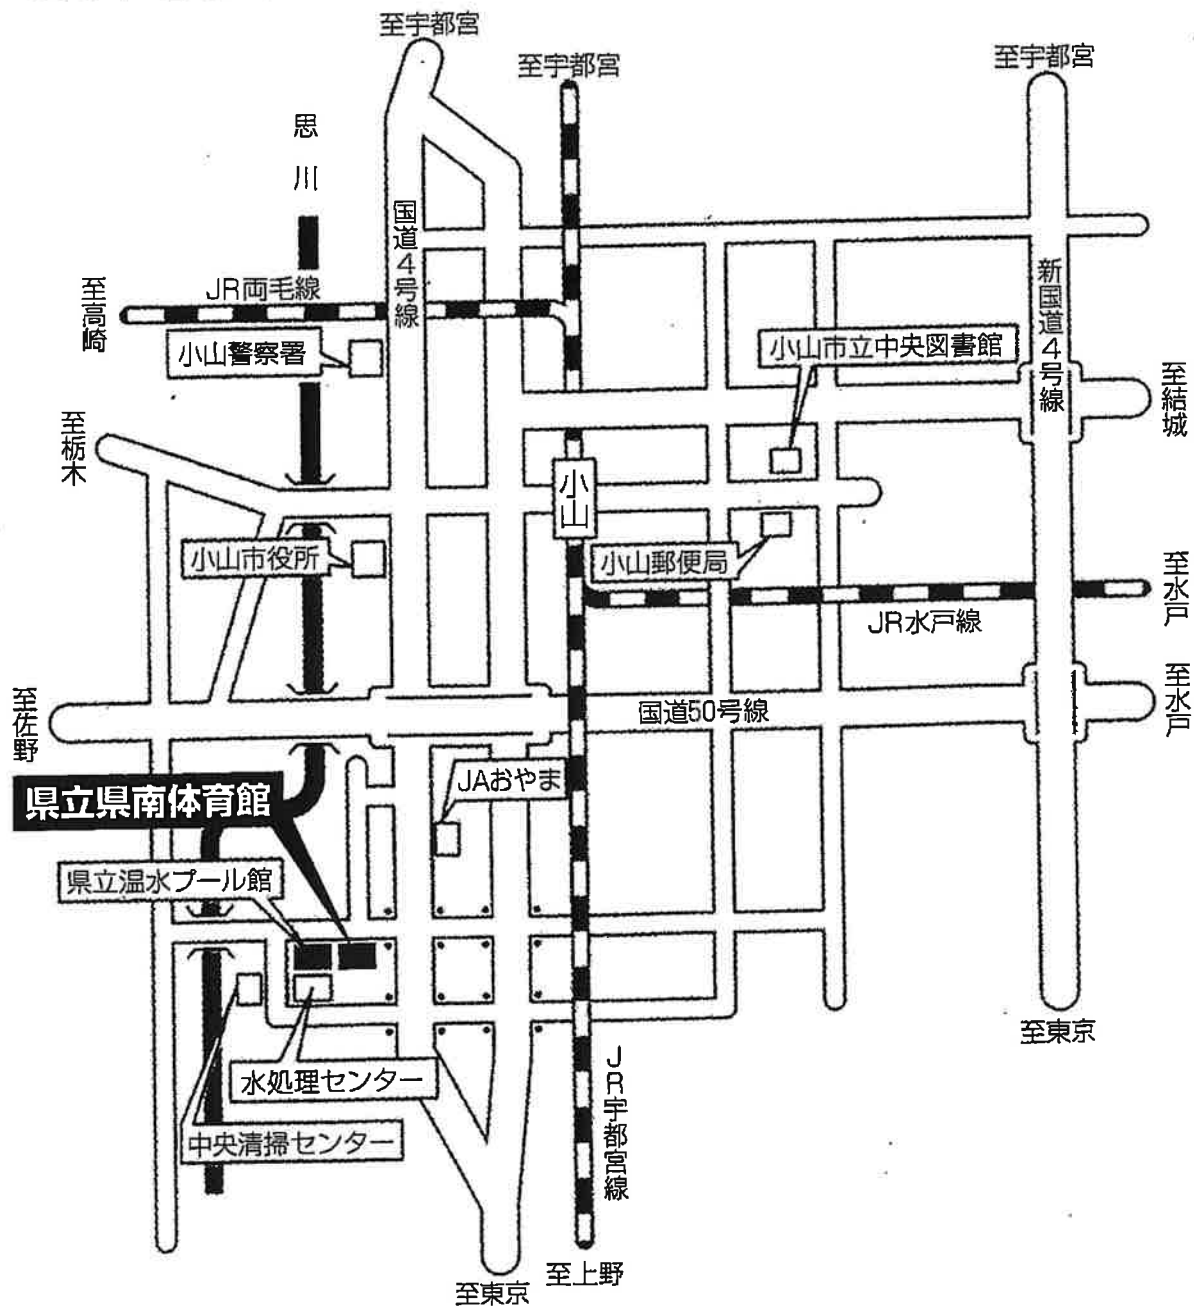 至宇都宮
至宇都宮
至宇都宮
思川
国道4号線
新国道4号線
至高崎
JR両毛線
小山警察署
小山市立中央図書館
至結城
至栃木
小山
小山市役所
小山郵便局
至水戸
JR水戸線
至佐野
国道50号線
至水戸
JAおやま
県立県南体育館
県立温水プール館
水処理センター
中央清掃センター
JR宇都宮線
至東京
至上野
至東京